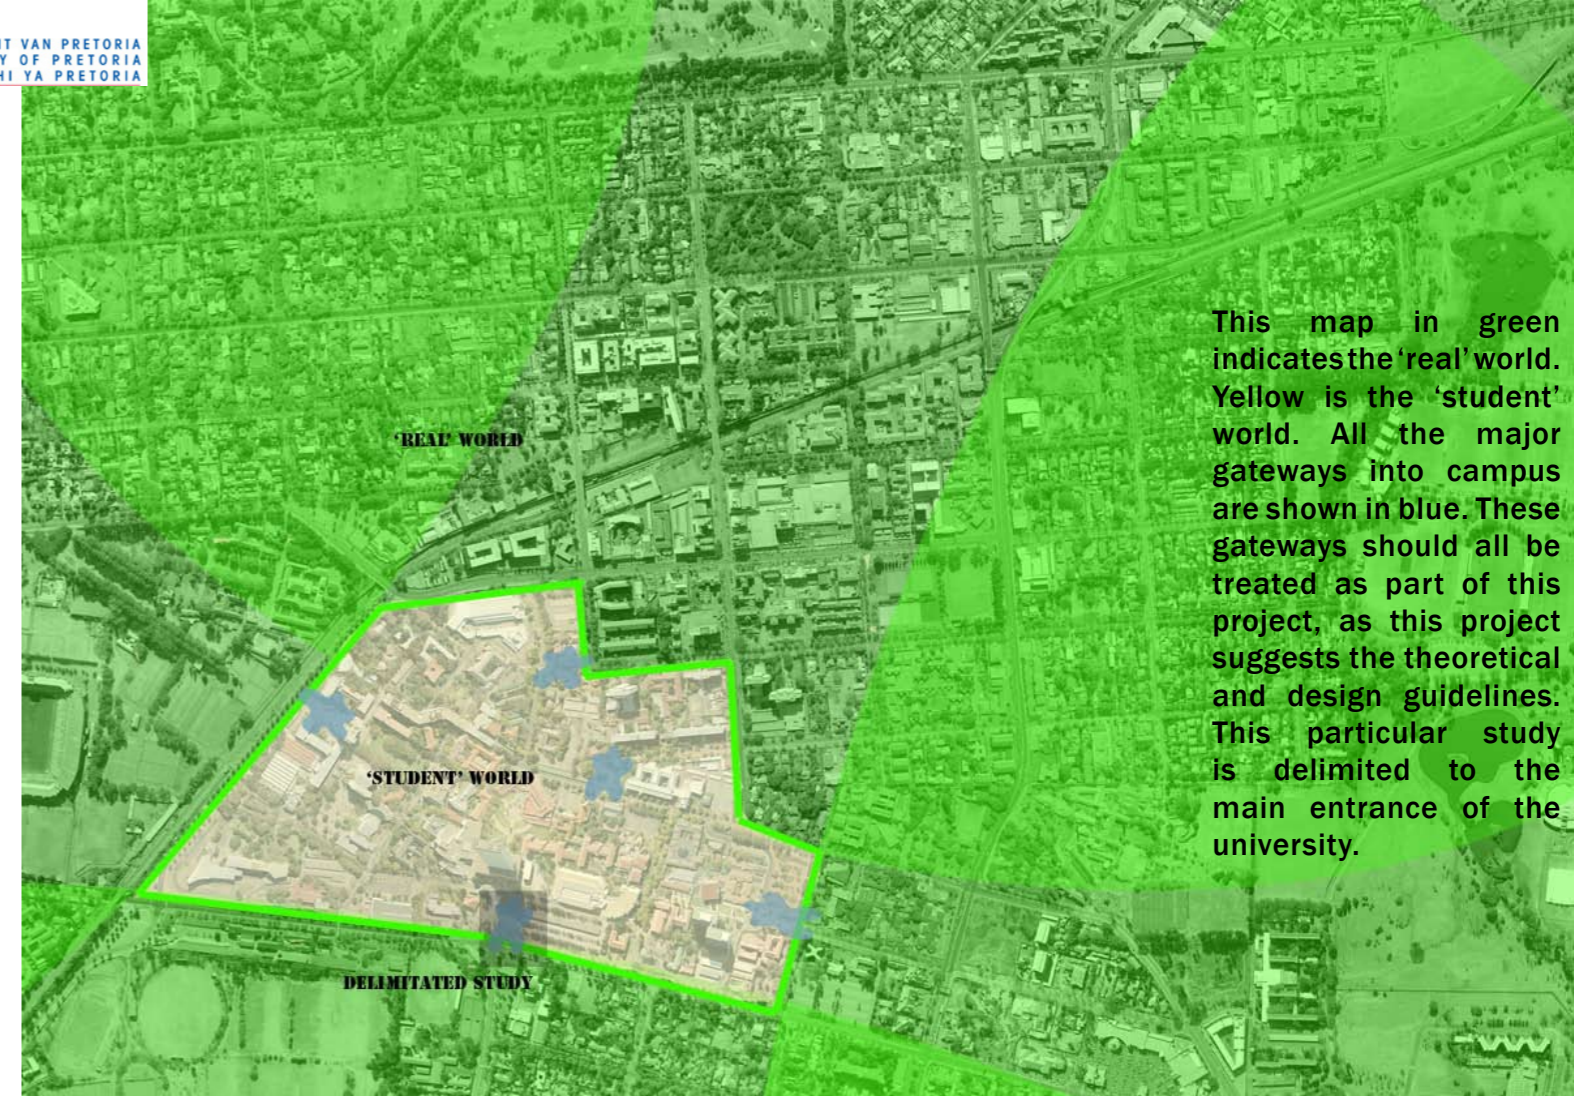 T VAN PRETORIA
Y OF PRETORIA
HI YA PRETORIA
'REAL' WORLD
This map in green
indicates the 'real' world.
Yellow is the 'student'
world. All the major
gateways into campus
are shown in blue. These
gateways should all be
treated as part of this
project, as this project
suggests the theoretical
and design guidelines.
This particular study
is delimited to the
main entrance of the
university.
'STUDENT' WORLD
DELIMITATED STUDY